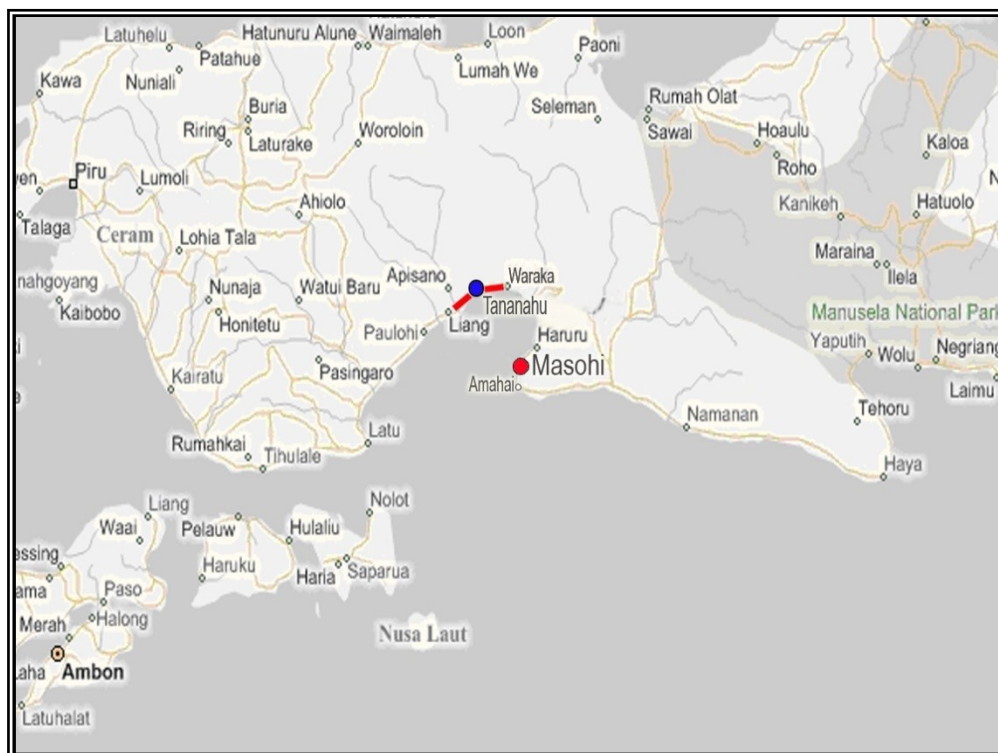 Latuhelu
Hatunuru Alune
Waimaleh
Loon
Paoni
Patahue
Lumah We
Nuniali
Kawa
Buria
Seleman
Rumah Olat
Riring
Laturake
Woroloin
Sawai
Hoaulu
Kaloa
Roho
Piru
Lumoli
Talaga
Ceram
Ahiolo
Kanikeh
Hatuolo
Lohia Tala
Maraina
Ilela
Apisano
Waraka
Nunaja
Watui Baru
Tananahu
Kaibobo
Honitetu
Liang
Manusela National Park
Paulohi
Haruru
Yaputih
Wolu
Negriang
Pasingaro
Masohi
Kairatu
Amahai
Laimu
Namanan
Tehoru
Rumahkai
Latu
Tihulale
Haya
Liang
Nolot
Waai
Pelauw
Hulaliu
Haruku
Haria
Saparua
Paso
Merah
Halong
Nusa Laut
Ambon
Latuhalat